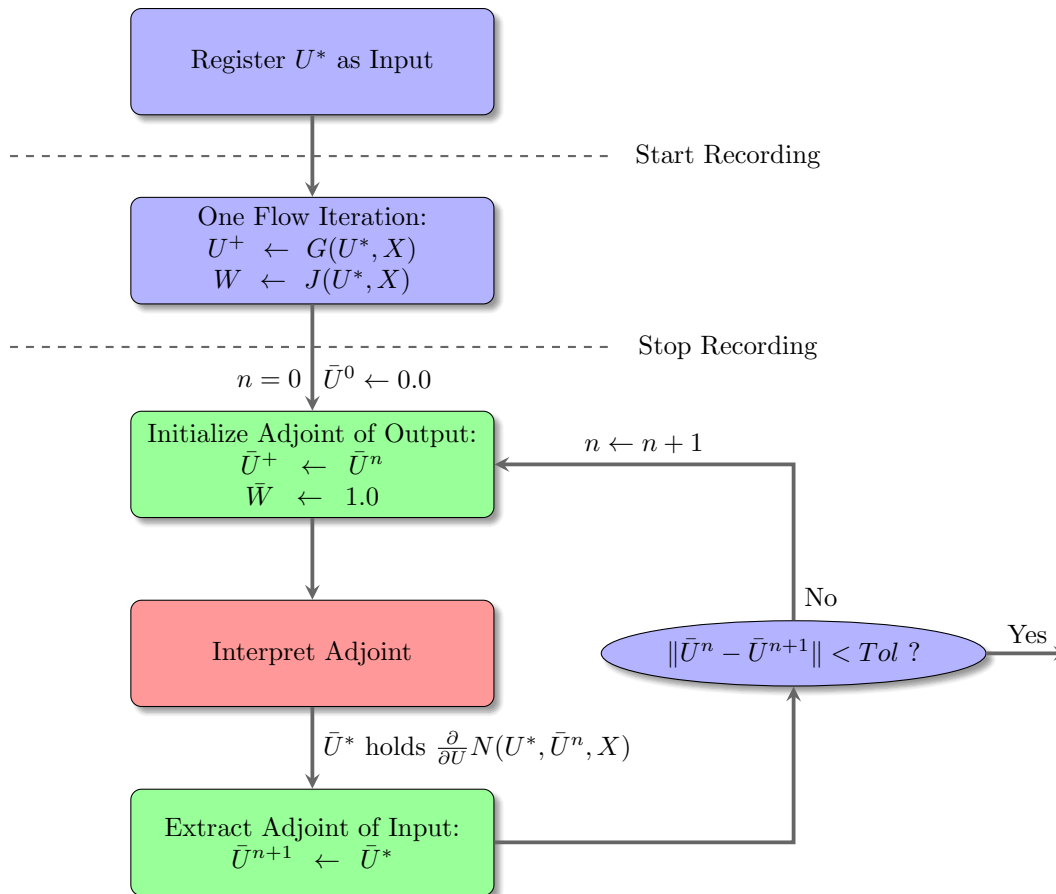 Register U* as Input
Start Recording
One Flow Iteration:
U⁺ ← G(U*, X)
W ← J(U*, X)
Stop Recording
n = 0 Ū⁰ ← 0.0
Initialize Adjoint of Output:
Ū⁺ ← Ūⁿ
W̄ ← 1.0
n ← n + 1
Interpret Adjoint
No
‖Ūⁿ − Ūⁿ⁺¹‖ < Tol ?
Yes
Ū* holds ∂/∂U N(U*, Ūⁿ, X)
Extract Adjoint of Input:
Ūⁿ⁺¹ ← Ū*